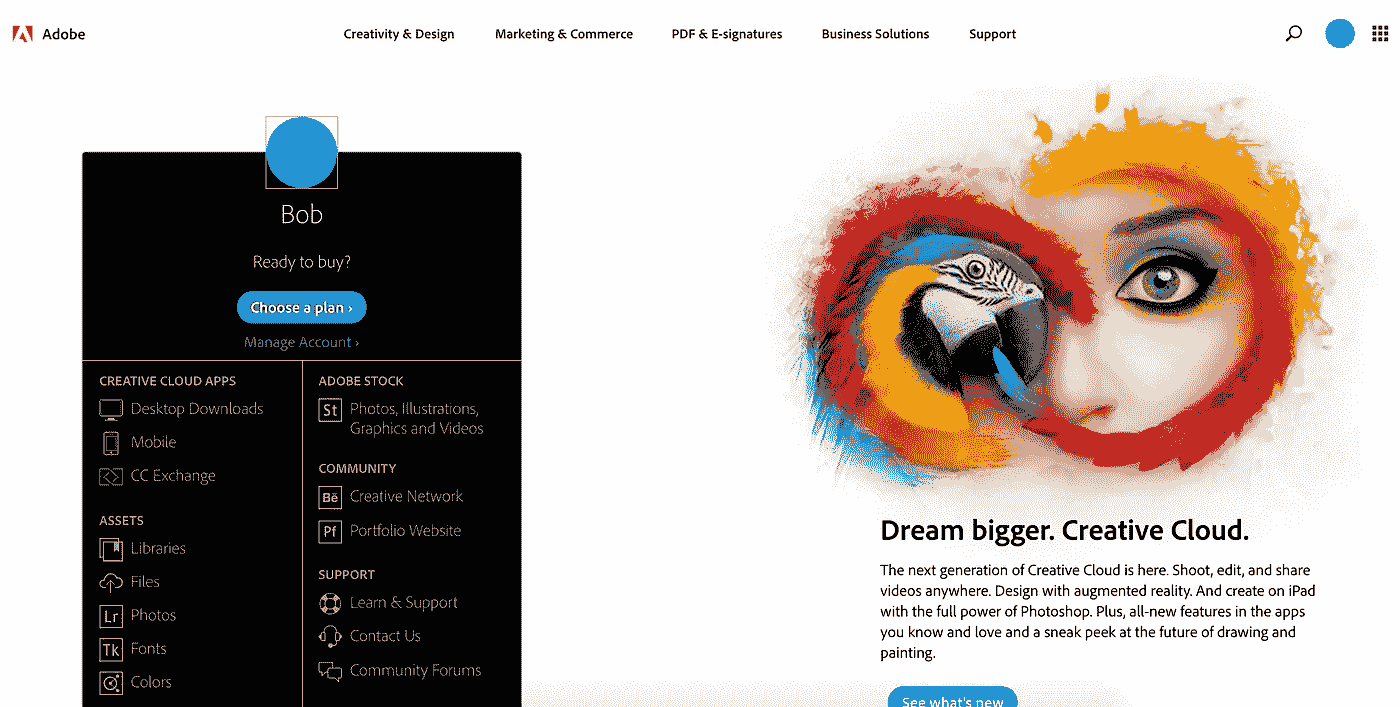 Adobe
Creativity & Design
Marketing & Commerce
PDF & E-signatures
Business Solutions
Support
Bob
Ready to buy?
Choose a plan ›
Manage Account ›
CREATIVE CLOUD APPS
Desktop Downloads
Mobile
CC Exchange
ASSETS
Libraries
Files
Lr Photos
Tk Fonts
Colors
ADOBE STOCK
St Photos, Illustrations,
Graphics and Videos
COMMUNITY
Bē Creative Network
Pf Portfolio Website
SUPPORT
Learn & Support
Contact Us
Community Forums
Dream bigger. Creative Cloud.
The next generation of Creative Cloud is here. Shoot, edit, and share
videos anywhere. Design with augmented reality. And create on iPad
with the full power of Photoshop. Plus, all-new features in the apps
you know and love and a sneak peek at the future of drawing and
painting.
See what's new